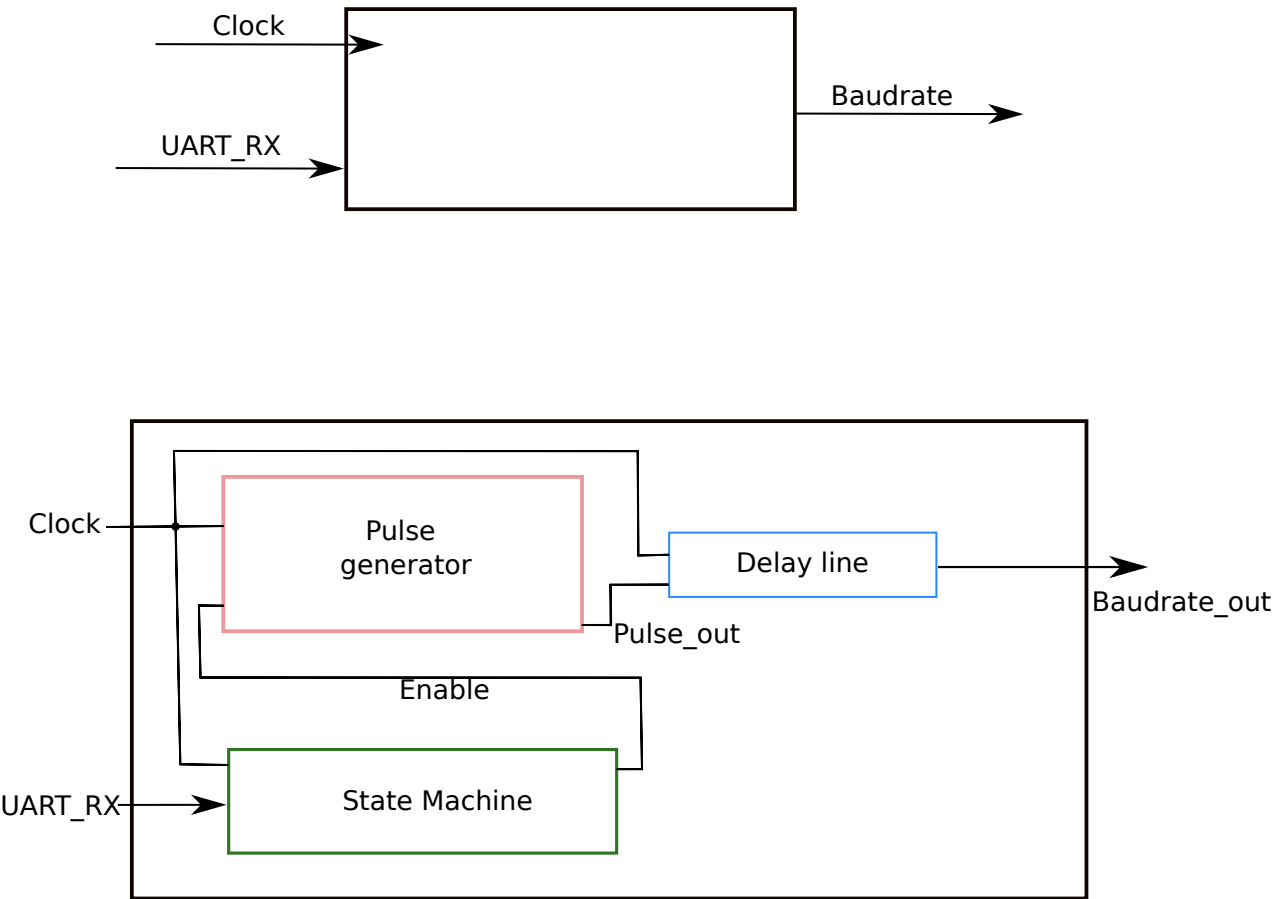 Clock
Baudrate
UART_RX
Clock
Pulse
generator
Delay line
Baudrate_out
Pulse_out
Enable
UART_RX
State Machine